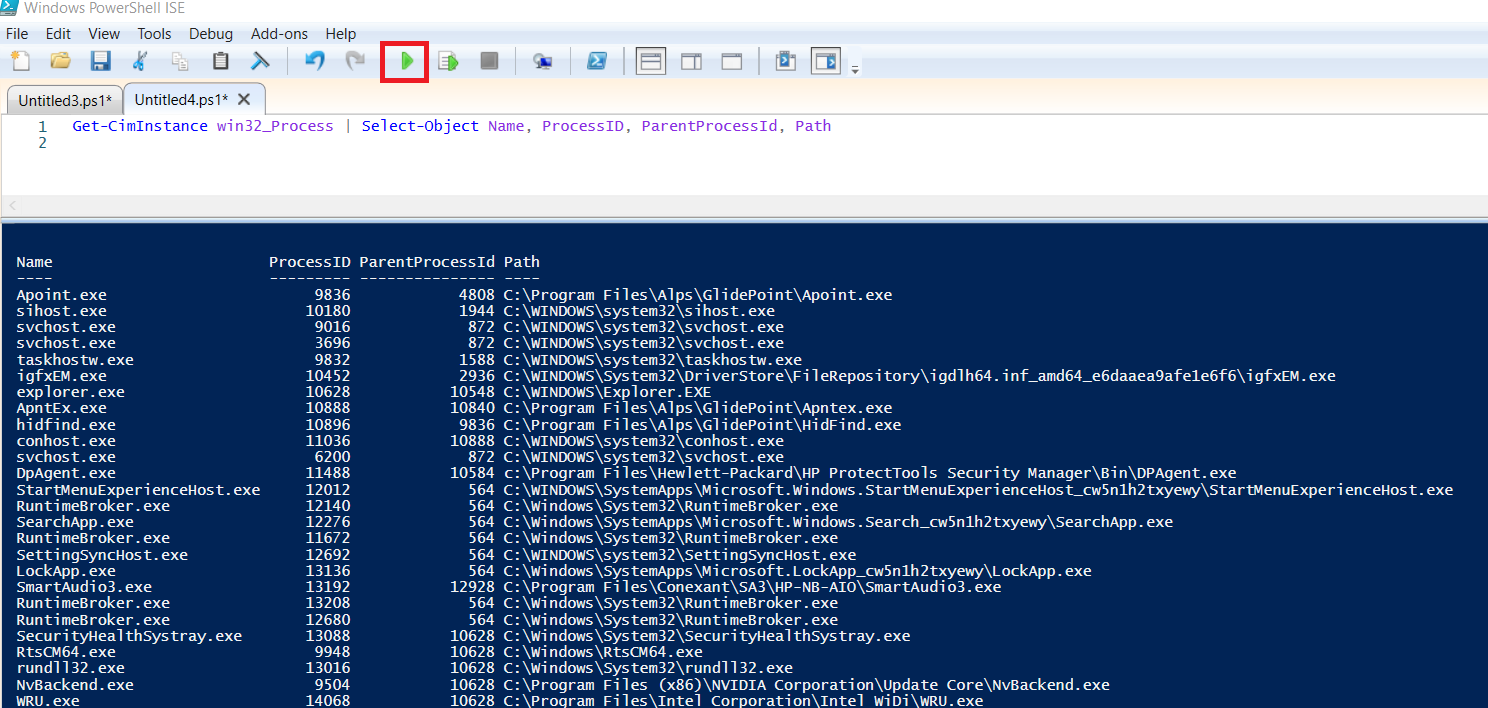 Windows PowerShell ISE
File Edit View Tools Debug Add-ons Help
Untitled3.ps1* Untitled4.ps1* X
1 Get-CimInstance win32_Process | Select-Object Name, ProcessID, ParentProcessId, Path
2
Name ProcessID ParentProcessId Path
---- --------- --------------- ----
Apoint.exe 9836 4808 C:\Program Files\Alps\GlidePoint\Apoint.exe
sihost.exe 10180 1944 C:\WINDOWS\system32\sihost.exe
svchost.exe 9016 872 C:\WINDOWS\system32\svchost.exe
svchost.exe 3696 872 C:\WINDOWS\system32\svchost.exe
taskhostw.exe 9832 1588 C:\WINDOWS\system32\taskhostw.exe
igfxEM.exe 10452 2936 C:\WINDOWS\System32\DriverStore\FileRepository\igdlh64.inf_amd64_e6daaea9afe1e6f6\igfxEM.exe
explorer.exe 10628 10548 C:\WINDOWS\Explorer.EXE
ApntEx.exe 10888 10840 C:\Program Files\Alps\GlidePoint\Apntex.exe
hidfind.exe 10896 9836 C:\Program Files\Alps\GlidePoint\HidFind.exe
conhost.exe 11036 10888 C:\WINDOWS\system32\conhost.exe
svchost.exe 6200 872 C:\WINDOWS\system32\svchost.exe
DpAgent.exe 11488 10584 C:\Program Files\Hewlett-Packard\HP ProtectTools Security Manager\Bin\DPAgent.exe
StartMenuExperienceHost.exe 12012 564 C:\WINDOWS\SystemApps\Microsoft.Windows.StartMenuExperienceHost_cw5n1h2txyewy\StartMenuExperienceHost.exe
RuntimeBroker.exe 12140 564 C:\Windows\System32\RuntimeBroker.exe
SearchApp.exe 12276 564 C:\WINDOWS\SystemApps\Microsoft.Windows.Search_cw5n1h2txyewy\SearchApp.exe
RuntimeBroker.exe 11672 564 C:\Windows\System32\RuntimeBroker.exe
SettingSyncHost.exe 12692 564 C:\WINDOWS\system32\SettingSyncHost.exe
LockApp.exe 13136 564 C:\Windows\SystemApps\Microsoft.LockApp_cw5n1h2txyewy\LockApp.exe
SmartAudio3.exe 13192 12928 C:\Program Files\Conexant\SA3\HP-NB-AIO\SmartAudio3.exe
RuntimeBroker.exe 13208 564 C:\Windows\System32\RuntimeBroker.exe
RuntimeBroker.exe 12680 564 C:\Windows\System32\RuntimeBroker.exe
SecurityHealthSystray.exe 13088 10628 C:\Windows\System32\SecurityHealthSystray.exe
RtsCM64.exe 9948 10628 C:\Windows\RtsCM64.exe
rundll32.exe 13016 10628 C:\Windows\System32\rundll32.exe
NvBackend.exe 9504 10628 C:\Program Files (x86)\NVIDIA Corporation\Update Core\NvBackend.exe
WRU.exe 14068 10628 C:\Program Files\Intel Corporation\Intel WiDi\WRU.exe